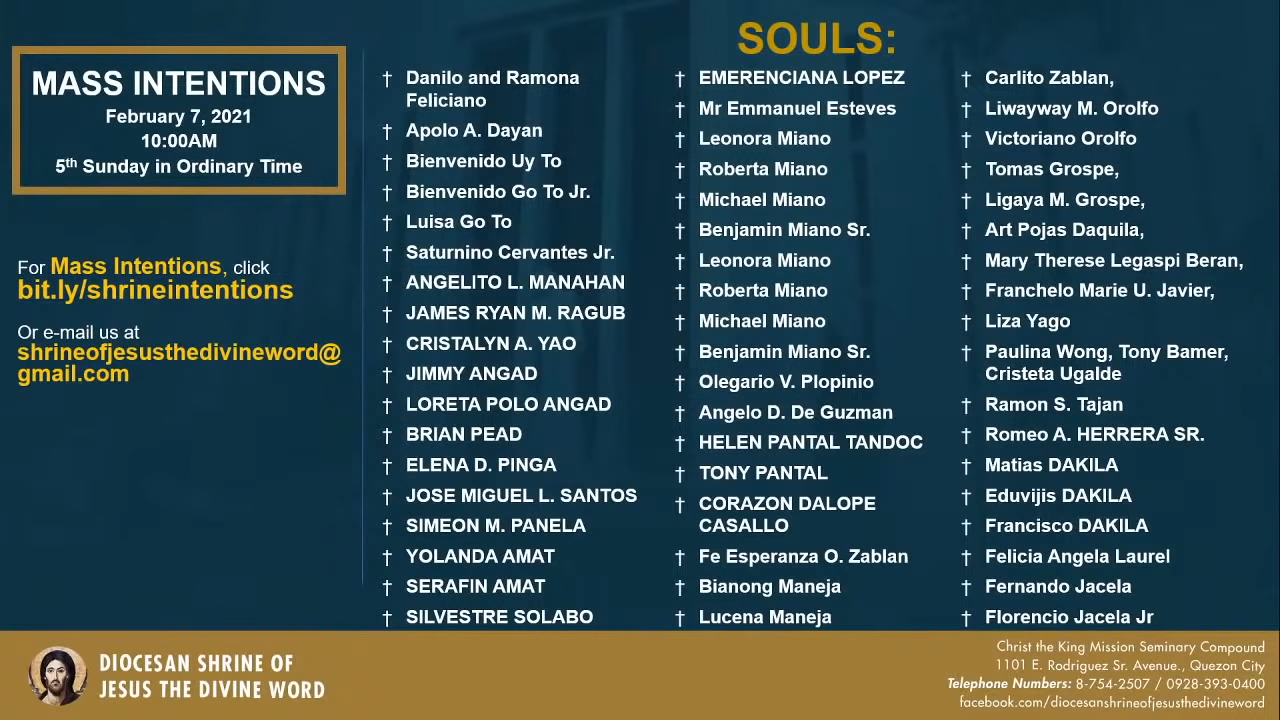 SOULS:
MASS INTENTIONS
February 7, 2021
10:00AM
5th Sunday in Ordinary Time
For Mass Intentions, click
bit.ly/shrineintentions
Or e-mail us at
shrineofjesusthedivineword@
gmail.com
† Danilo and Ramona
Feliciano
† Apolo A. Dayan
† Bienvenido Uy To
† Bienvenido Go To Jr.
† Luisa Go To
† Saturnino Cervantes Jr.
† ANGELITO L. MANAHAN
† JAMES RYAN M. RAGUB
† CRISTALYN A. YAO
† JIMMY ANGAD
† LORETA POLO ANGAD
† BRIAN PEAD
† ELENA D. PINGA
† JOSE MIGUEL L. SANTOS
† SIMEON M. PANELA
† YOLANDA AMAT
† SERAFIN AMAT
† SILVESTRE SOLABO
† EMERENCIANA LOPEZ
† Mr Emmanuel Esteves
† Leonora Miano
† Roberta Miano
† Michael Miano
† Benjamin Miano Sr.
† Leonora Miano
† Roberta Miano
† Michael Miano
† Benjamin Miano Sr.
† Olegario V. Plopinio
† Angelo D. De Guzman
† HELEN PANTAL TANDOC
† TONY PANTAL
† CORAZON DALOPE
CASALLO
† Fe Esperanza O. Zablan
† Bianong Maneja
† Lucena Maneja
† Carlito Zablan,
† Liwayway M. Orolfo
† Victoriano Orolfo
† Tomas Grospe,
† Ligaya M. Grospe,
† Art Pojas Daquila,
† Mary Therese Legaspi Beran,
† Franchelo Marie U. Javier,
† Liza Yago
† Paulina Wong, Tony Bamer,
Cristeta Ugalde
† Ramon S. Tajan
† Romeo A. HERRERA SR.
† Matias DAKILA
† Eduvijis DAKILA
† Francisco DAKILA
† Felicia Angela Laurel
† Fernando Jacela
† Florencio Jacela Jr
DIOCESAN SHRINE OF
JESUS THE DIVINE WORD
Christ the King Mission Seminary Compound
1101 E. Rodriguez Sr. Avenue., Quezon City
Telephone Numbers: 8-754-2507 / 0928-393-0400
facebook.com/diocesanshrineofjesusthedivineword